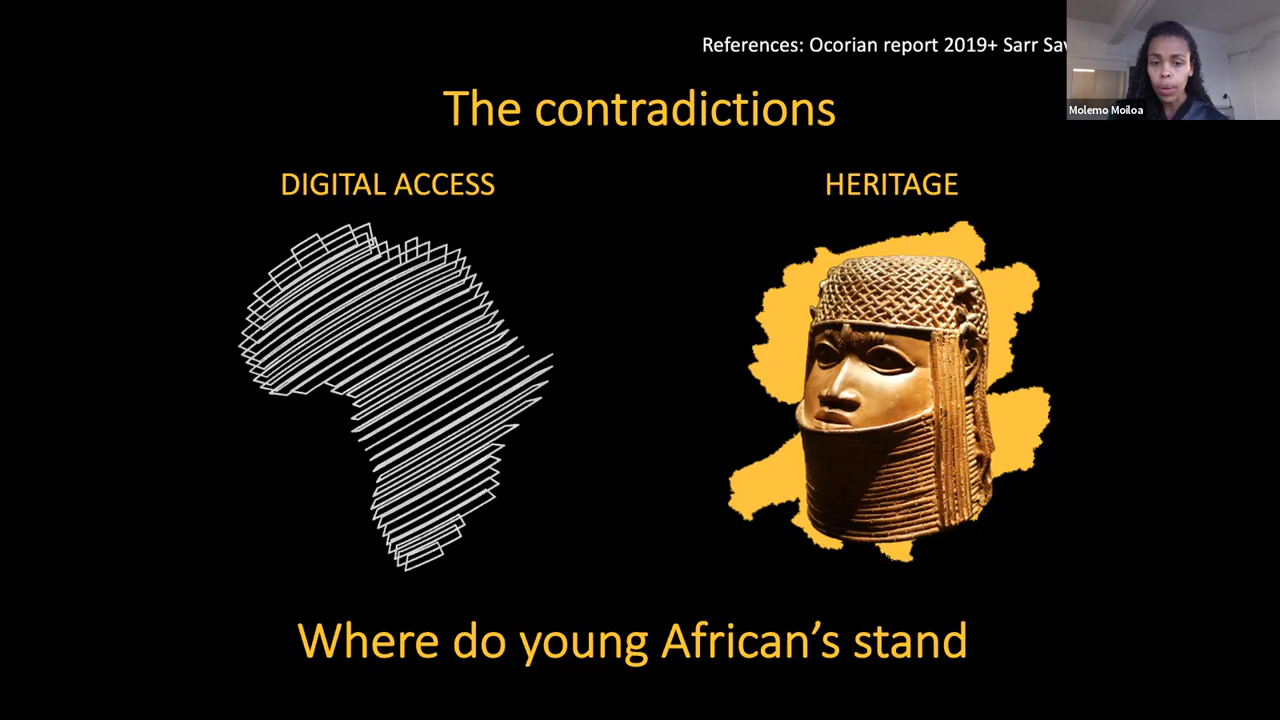 References: Ocorian report 2019+ Sarr
Molemo Moiloa
The contradictions
DIGITAL ACCESS
HERITAGE
Where do young African’s stand